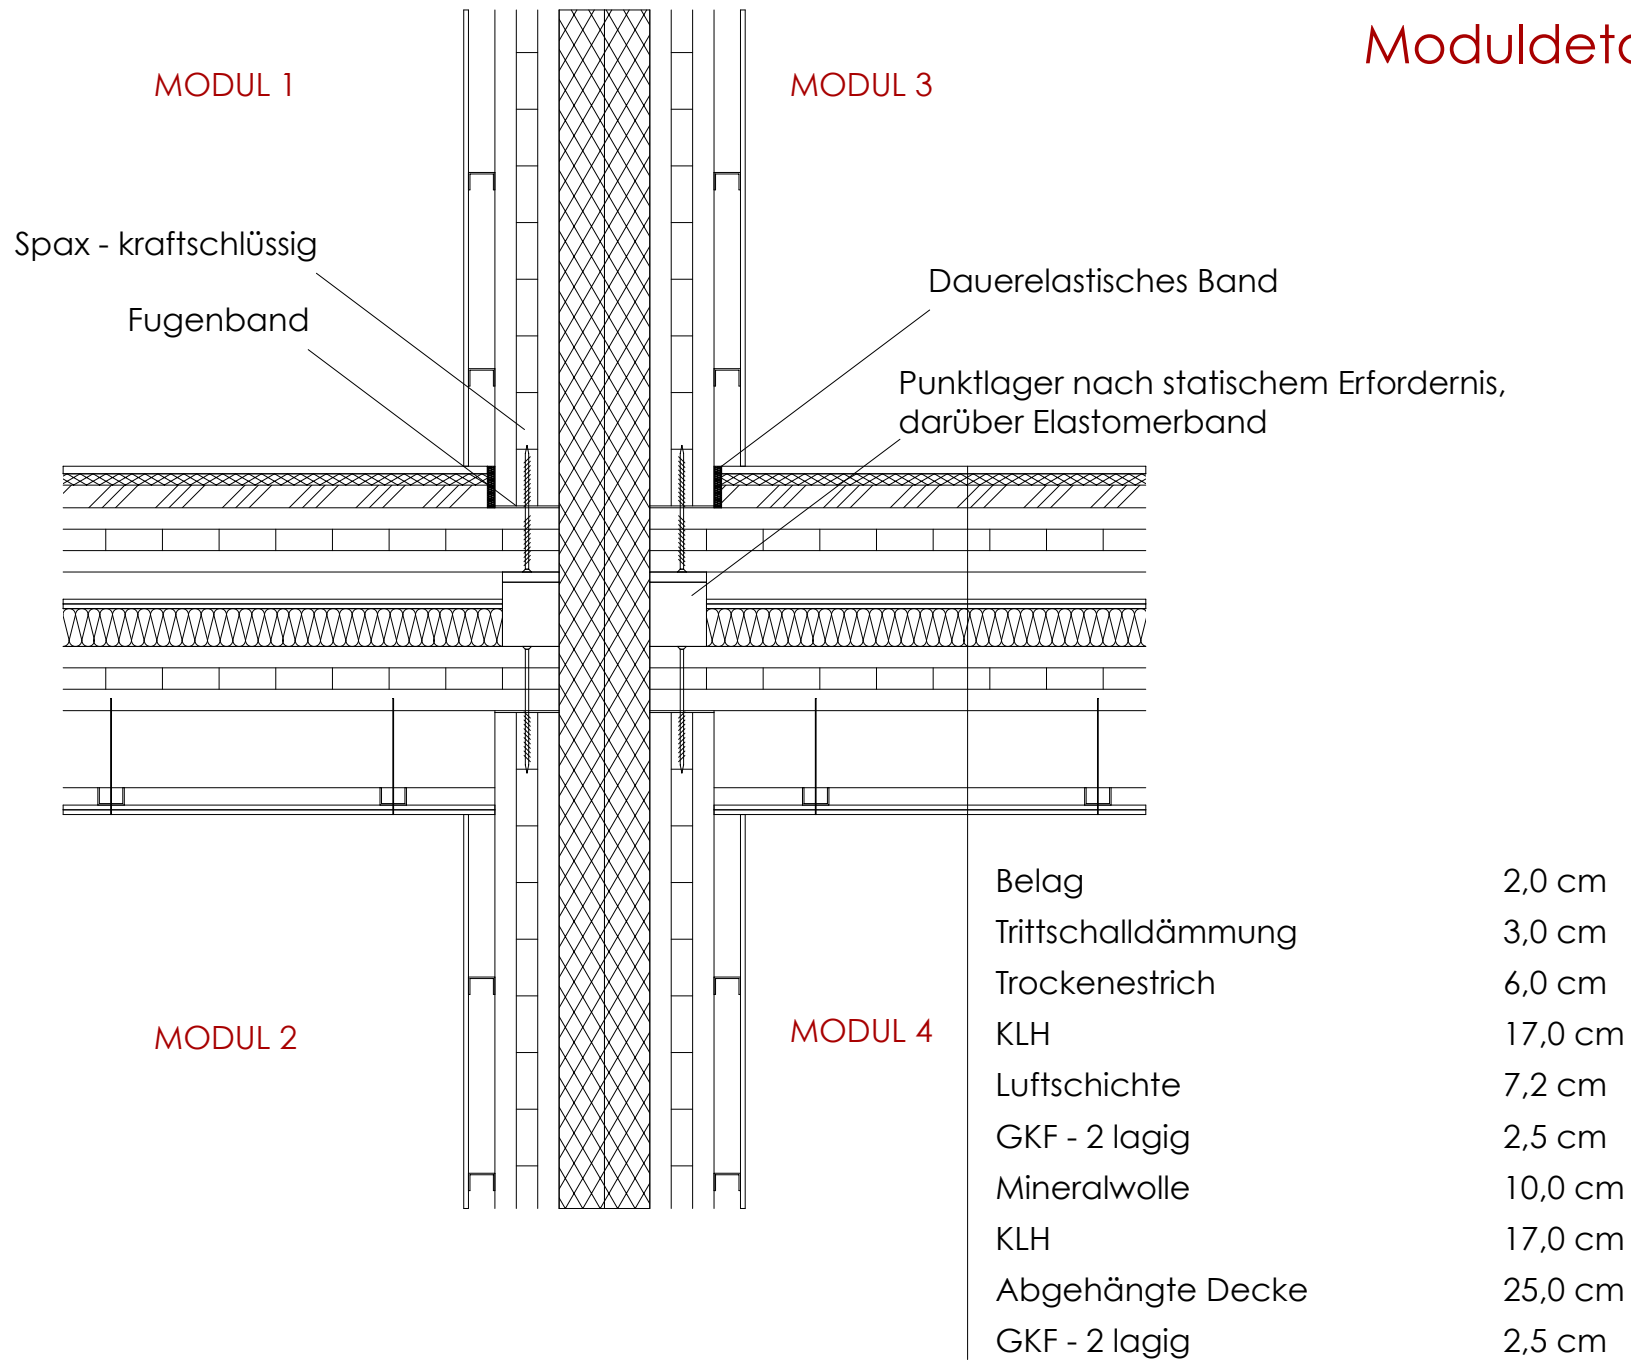 Moduldeta
MODUL 1
MODUL 3
Spax - kraftschlüssig
Fugenband
Dauerelastisches Band
Punktlager nach statischem Erfordernis,
darüber Elastomerband
MODUL 2
MODUL 4
Belag 2,0 cm
Trittschalldämmung 3,0 cm
Trockenestrich 6,0 cm
KLH 17,0 cm
Luftschichte 7,2 cm
GKF - 2 lagig 2,5 cm
Mineralwolle 10,0 cm
KLH 17,0 cm
Abgehängte Decke 25,0 cm
GKF - 2 lagig 2,5 cm